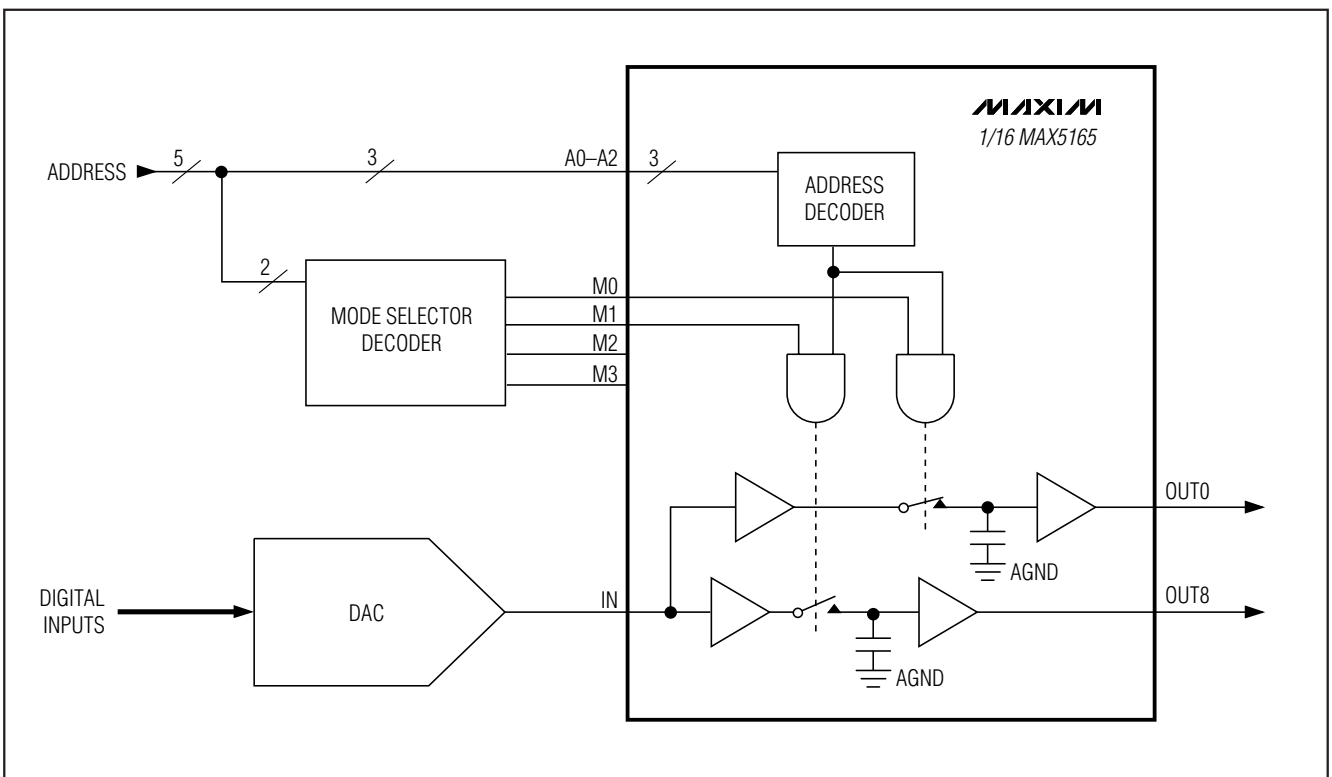 MAXIM
1/16 MAX5165
ADDRESS
5
3
A0–A2
3
ADDRESS
DECODER
2
MODE SELECTOR
DECODER
M0
M1
M2
M3
OUT0
AGND
DIGITAL
INPUTS
DAC
IN
OUT8
AGND